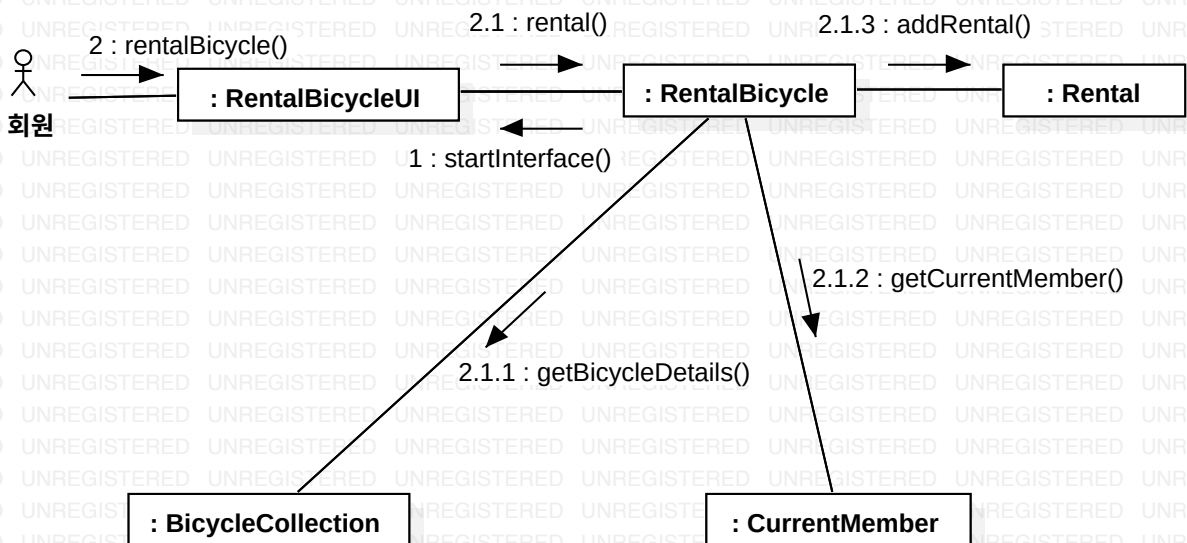 2.1 : rental()
2.1.3 : addRental()
2 : rentalBicycle()
: RentalBicycleUI
: RentalBicycle
: Rental
회원
1 : startInterface()
2.1.2 : getCurrentMember()
2.1.1 : getBicycleDetails()
: BicycleCollection
: CurrentMember
UNREGISTERED